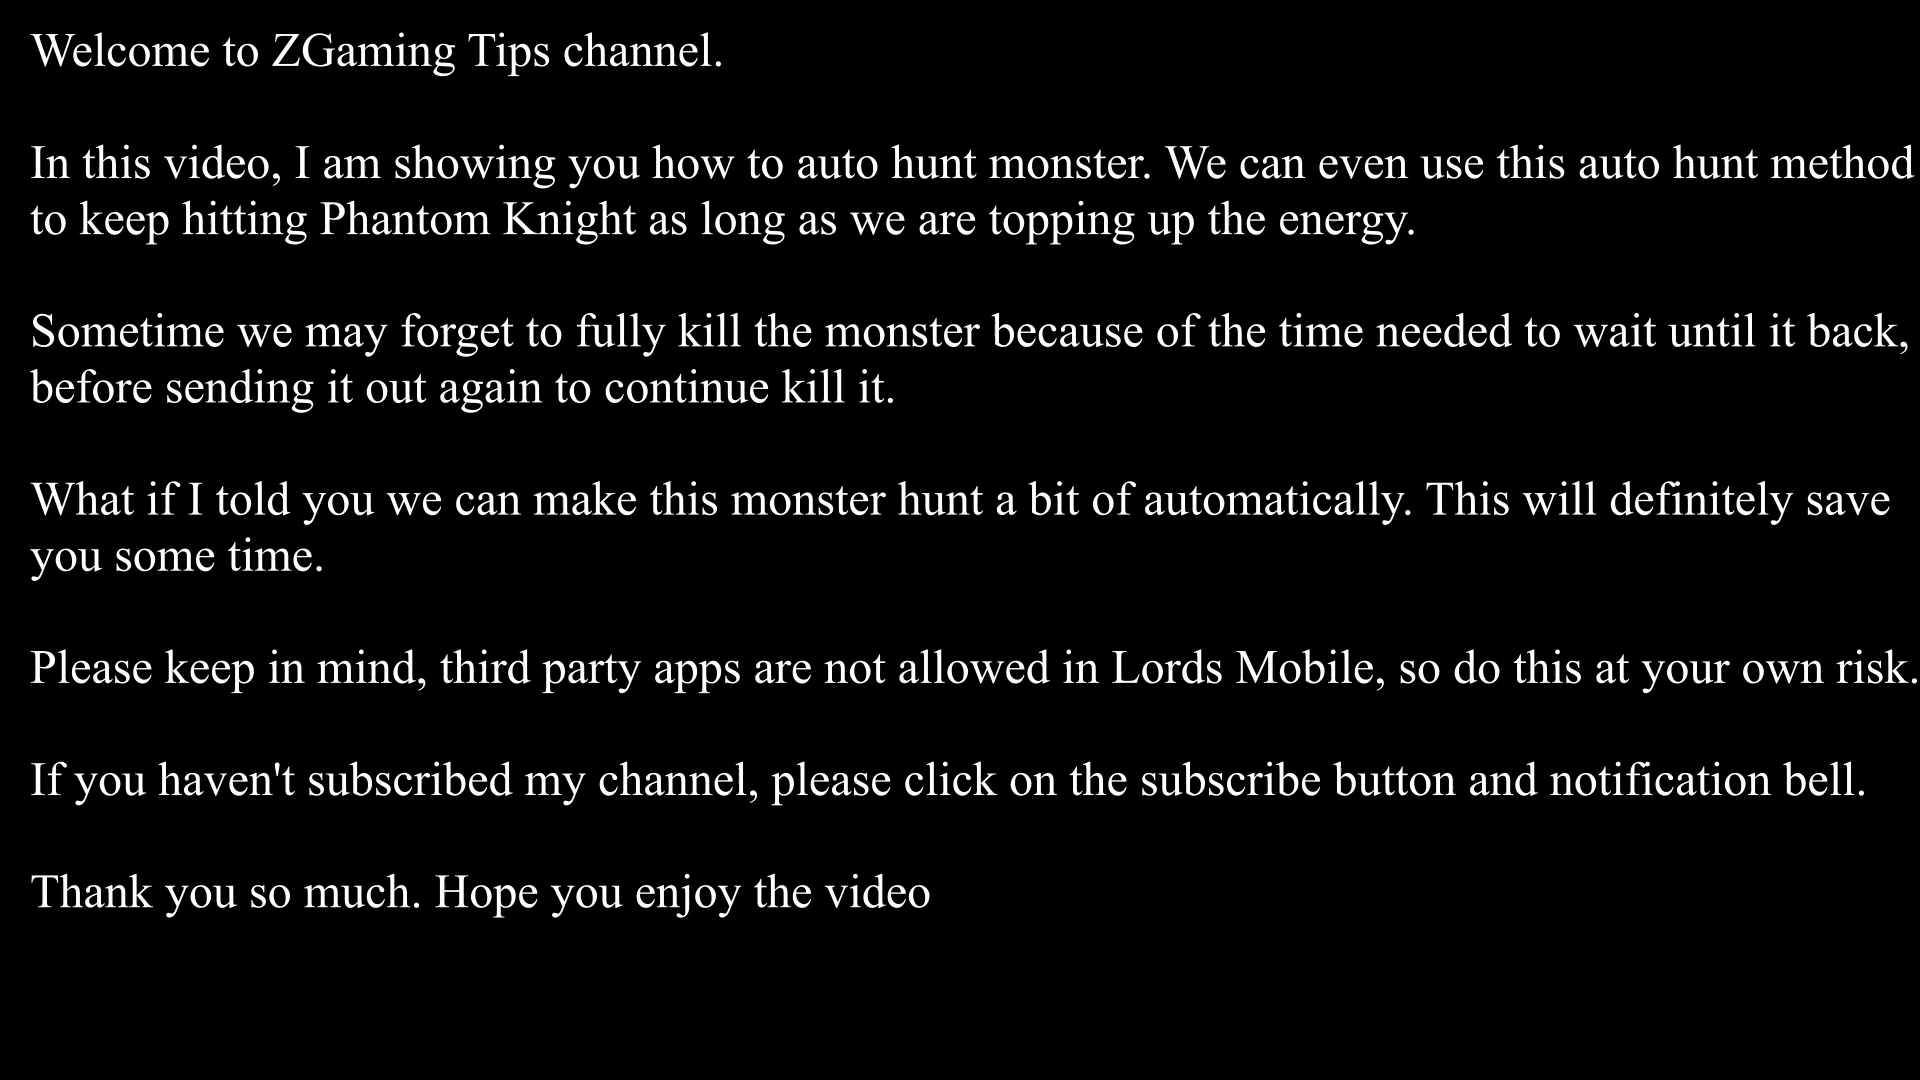 Welcome to ZGaming Tips channel.
In this video, I am showing you how to auto hunt monster. We can even use this auto hunt method
to keep hitting Phantom Knight as long as we are topping up the energy.
Sometime we may forget to fully kill the monster because of the time needed to wait until it back,
before sending it out again to continue kill it.
What if I told you we can make this monster hunt a bit of automatically. This will definitely save
you some time.
Please keep in mind, third party apps are not allowed in Lords Mobile, so do this at your own risk.
If you haven't subscribed my channel, please click on the subscribe button and notification bell.
Thank you so much. Hope you enjoy the video